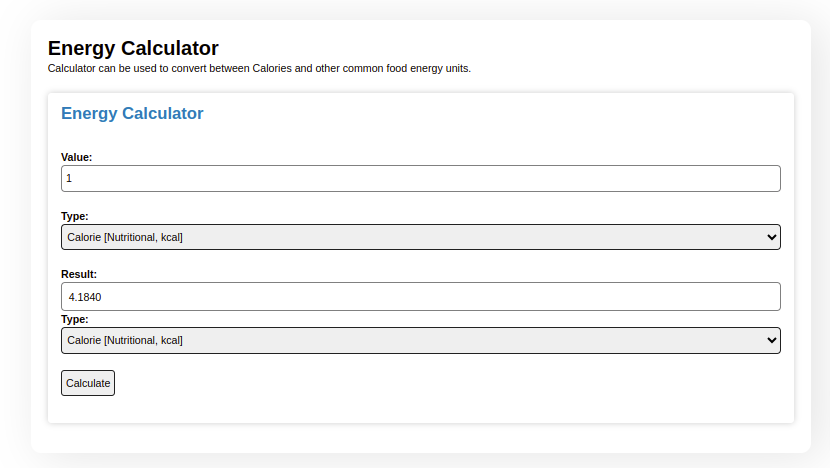 Energy Calculator
Calculator can be used to convert between Calories and other common food energy units.
Energy Calculator
Value:
1
Type:
Calorie [Nutritional, kcal]
Result:
4.1840
Type:
Calorie [Nutritional, kcal]
Calculate